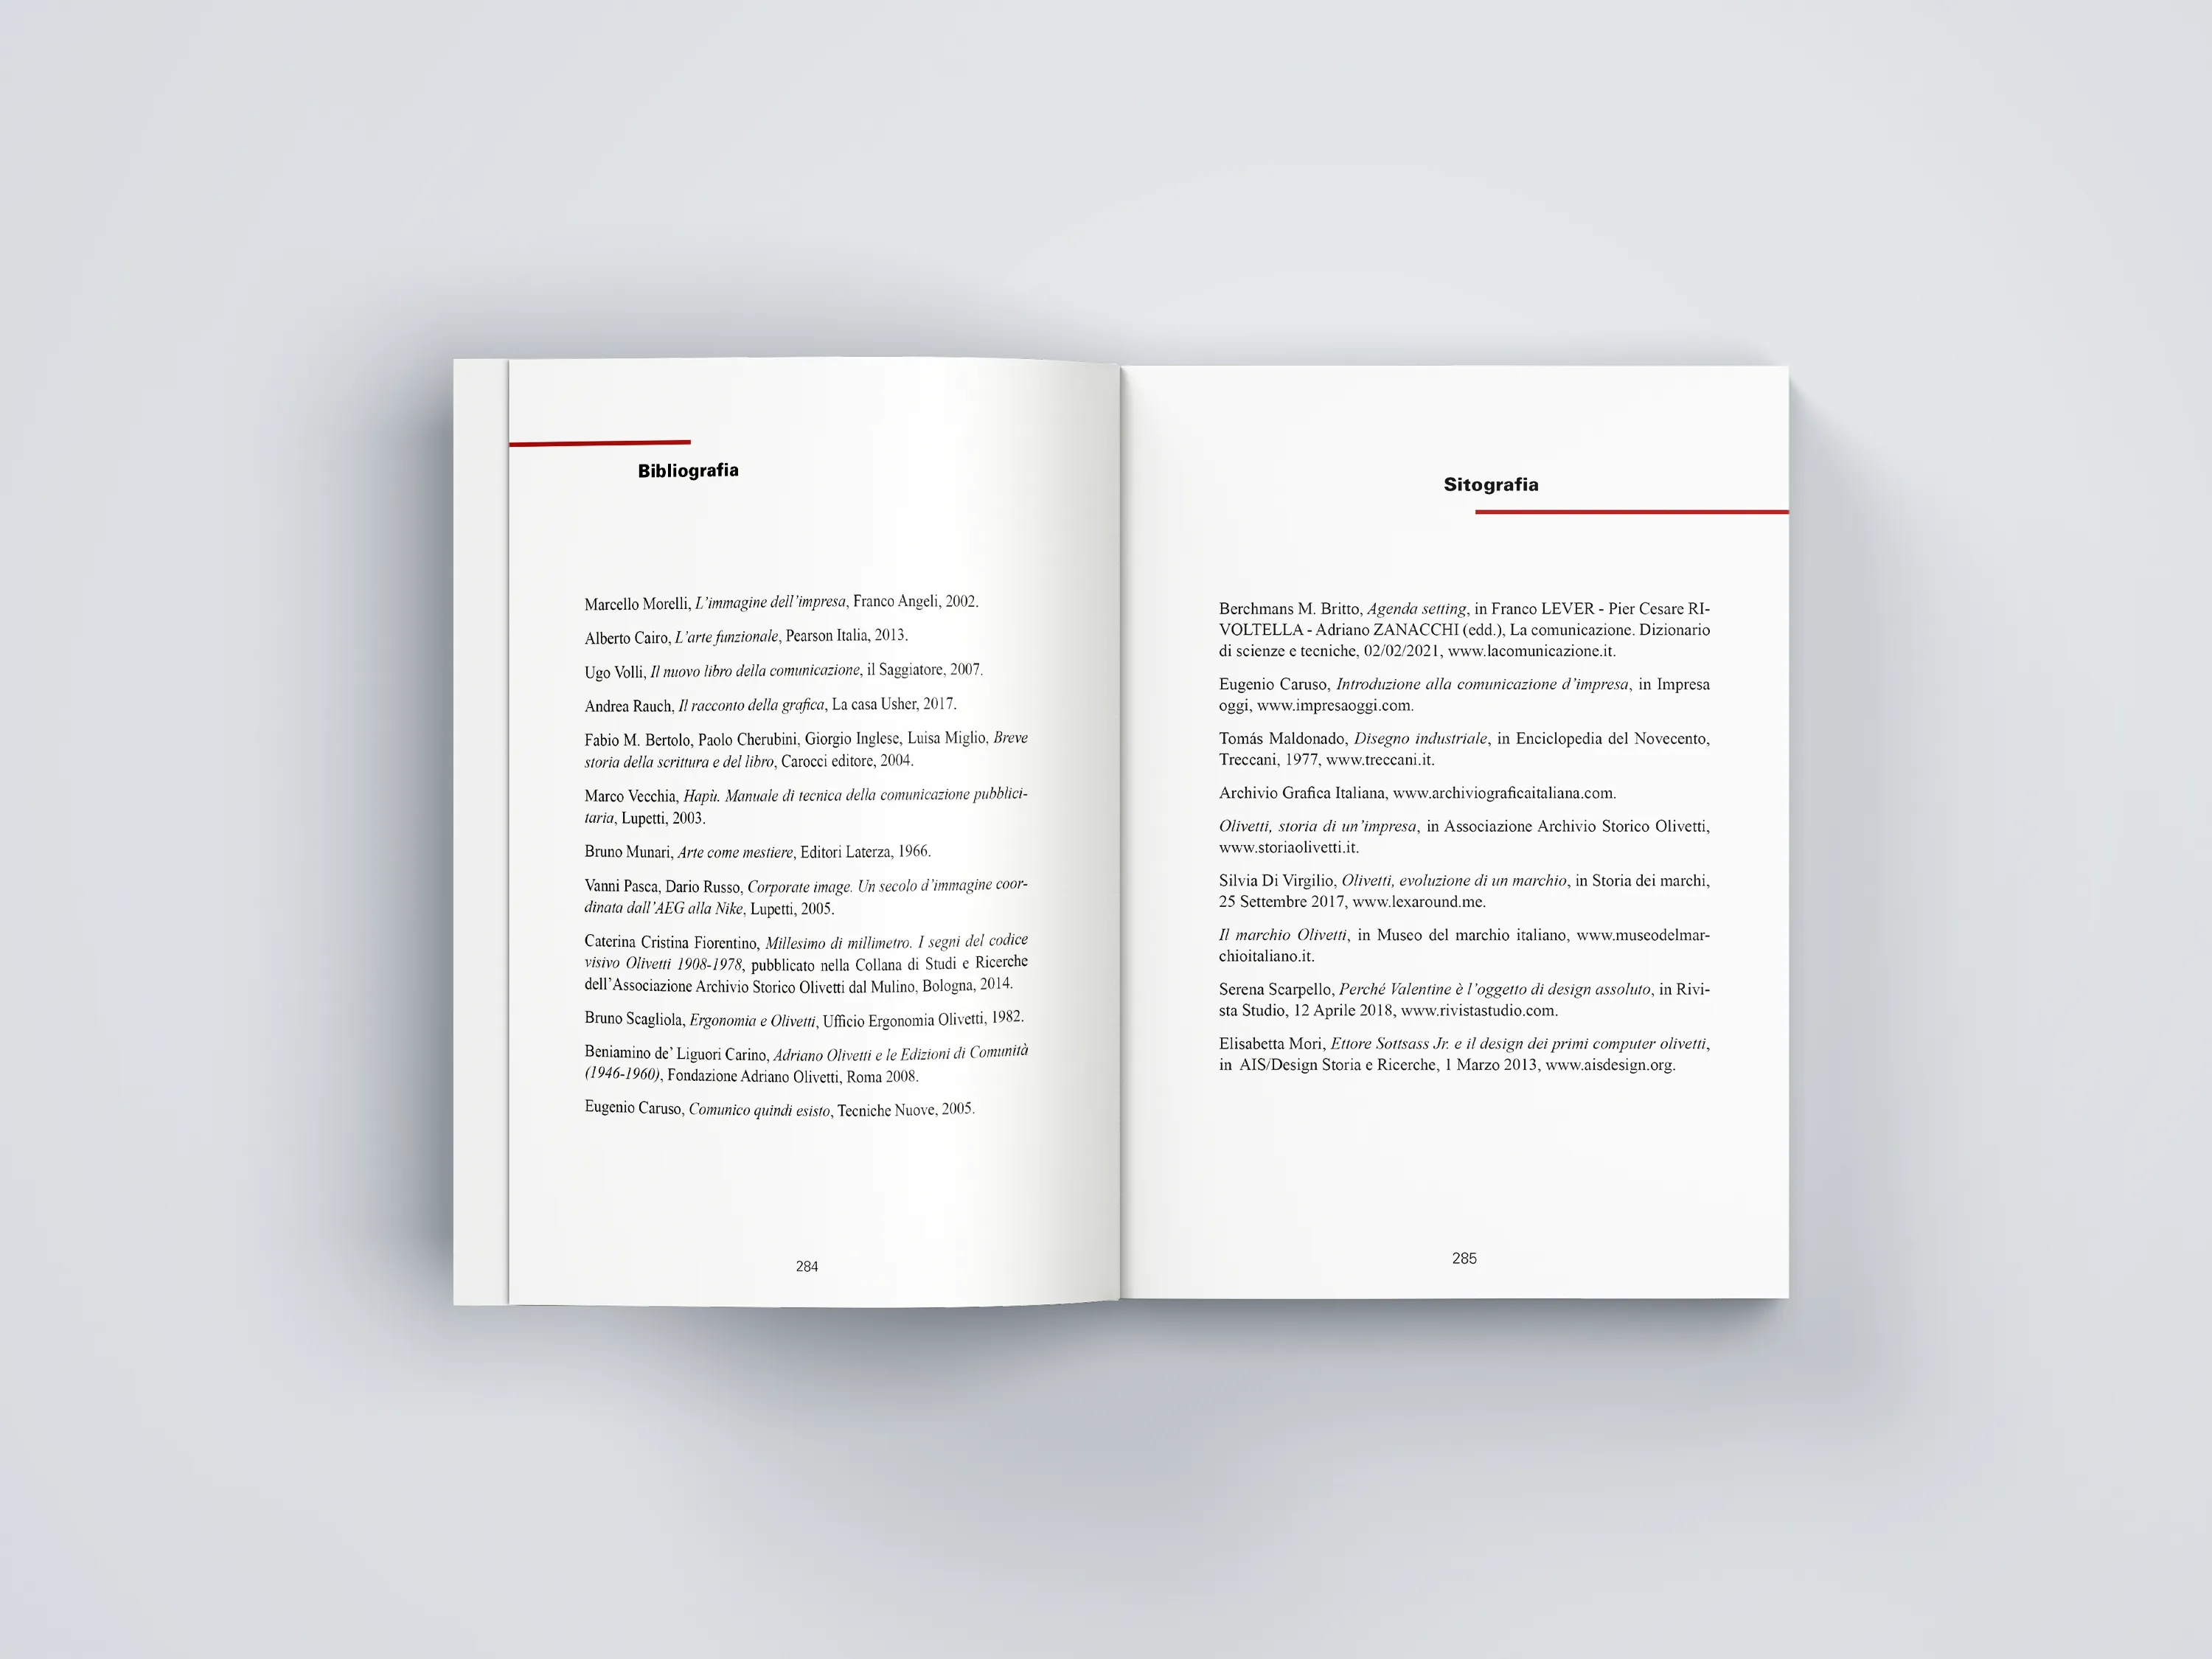 Bibliografia
Marcello Morelli, L'immagine dell'impresa, Franco Angeli, 2002.
Alberto Cairo, L'arte funzionale, Pearson Italia, 2013.
Ugo Volli, Il nuovo libro della comunicazione, il Saggiatore, 2007.
Andrea Rauch, Il racconto della grafica, La casa Usher, 2017.
Fabio M. Bertolo, Paolo Cherubini, Giorgio Inglese, Luisa Miglio, Breve
storia della scrittura e del libro, Carocci editore, 2004.
Marco Vecchia, Hapù. Manuale di tecnica della comunicazione pubblici-
taria, Lupetti, 2003.
Bruno Munari, Arte come mestiere, Editori Laterza, 1966.
Vanni Pasca, Dario Russo, Corporate image. Un secolo d'immagine coor-
dinata dall'AEG alla Nike, Lupetti, 2005.
Caterina Cristina Fiorentino, Millesimo di millimetro. I segni del codice
visivo Olivetti 1908-1978, pubblicato nella Collana di Studi e Ricerche
dell'Associazione Archivio Storico Olivetti dal Mulino, Bologna, 2014.
Bruno Scagliola, Ergonomia e Olivetti, Ufficio Ergonomia Olivetti, 1982.
Beniamino de' Liguori Carino, Adriano Olivetti e le Edizioni di Comunità
(1946-1960), Fondazione Adriano Olivetti, Roma 2008.
Eugenio Caruso, Comunico quindi esisto, Tecniche Nuove, 2005.
284
Sitografia
Berchmans M. Britto, Agenda setting, in Franco LEVER - Pier Cesare RI-
VOLTELLA - Adriano ZANACCHI (edd.), La comunicazione. Dizionario
di scienze e tecniche, 02/02/2021, www.lacomunicazione.it.
Eugenio Caruso, Introduzione alla comunicazione d'impresa, in Impresa
oggi, www.impresaoggi.com.
Tomás Maldonado, Disegno industriale, in Enciclopedia del Novecento,
Treccani, 1977, www.treccani.it.
Archivio Grafica Italiana, www.archiviograficaitaliana.com.
Olivetti, storia di un'impresa, in Associazione Archivio Storico Olivetti,
www.storiaolivetti.it.
Silvia Di Virgilio, Olivetti, evoluzione di un marchio, in Storia dei marchi,
25 Settembre 2017, www.lexaround.me.
Il marchio Olivetti, in Museo del marchio italiano, www.museodelmar-
chioitaliano.it.
Serena Scarpello, Perché Valentine è l'oggetto di design assoluto, in Rivi-
sta Studio, 12 Aprile 2018, www.rivistastudio.com.
Elisabetta Mori, Ettore Sottsass Jr. e il design dei primi computer olivetti,
in AIS/Design Storia e Ricerche, 1 Marzo 2013, www.aisdesign.org.
285